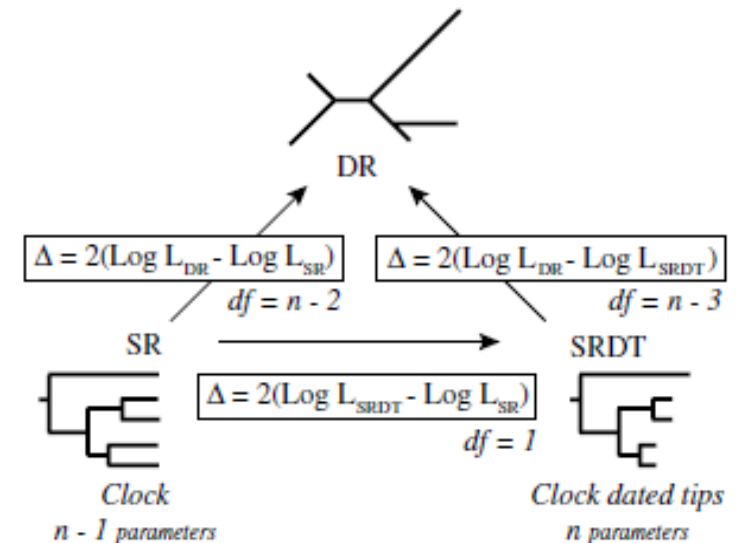 DR
Δ = 2(Log L_DR - Log L_SR)
df = n - 2
Δ = 2(Log L_DR - Log L_SRDT)
df = n - 3
SR
SRDT
Δ = 2(Log L_SRDT - Log L_SR)
df = 1
Clock
n - 1 parameters
Clock dated tips
n parameters